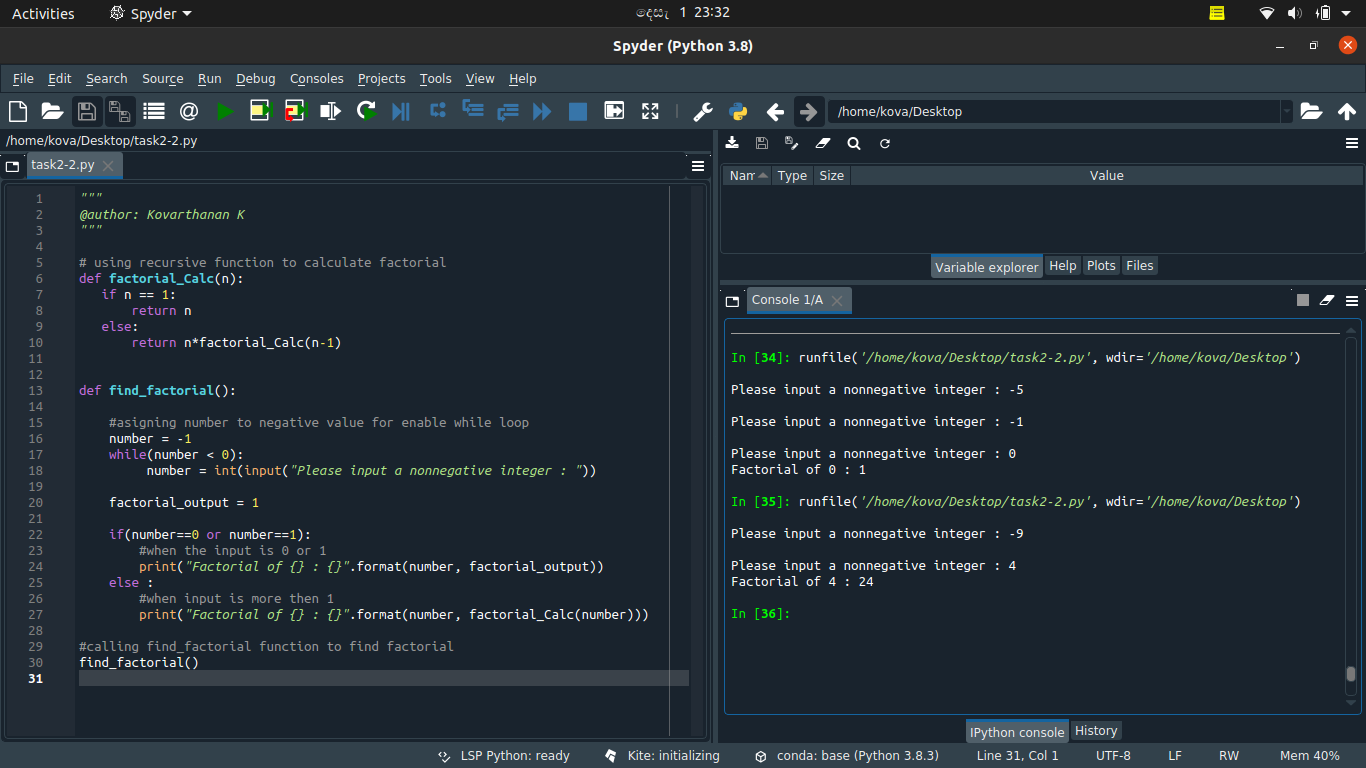 Activities Spyder දෙසැ 1 23:32
Spyder (Python 3.8)
File Edit Search Source Run Debug Consoles Projects Tools View Help
/home/kova/Desktop
/home/kova/Desktop/task2-2.py
task2-2.py
1 """
2 @author: Kovarthanan K
3 """
4
5 # using recursive function to calculate factorial
6 def factorial_Calc(n):
7    if n == 1:
8        return n
9    else:
10        return n*factorial_Calc(n-1)
11
12
13 def find_factorial():
14
15     #asigning number to negative value for enable while loop
16     number = -1
17     while(number < 0):
18          number = int(input("Please input a nonnegative integer : "))
19
20     factorial_output = 1
21
22     if(number==0 or number==1):
23         #when the input is 0 or 1
24         print("Factorial of {} : {}".format(number, factorial_output))
25     else :
26         #when input is more then 1
27         print("Factorial of {} : {}".format(number, factorial_Calc(number)))
28
29 #calling find_factorial function to find factorial
30 find_factorial()
31
Nam Type Size Value
Variable explorer Help Plots Files
Console 1/A
In [34]: runfile('/home/kova/Desktop/task2-2.py', wdir='/home/kova/Desktop')
Please input a nonnegative integer : -5
Please input a nonnegative integer : -1
Please input a nonnegative integer : 0
Factorial of 0 : 1
In [35]: runfile('/home/kova/Desktop/task2-2.py', wdir='/home/kova/Desktop')
Please input a nonnegative integer : -9
Please input a nonnegative integer : 4
Factorial of 4 : 24
In [36]:
IPython console History
LSP Python: ready Kite: initializing conda: base (Python 3.8.3) Line 31, Col 1 UTF-8 LF RW Mem 40%